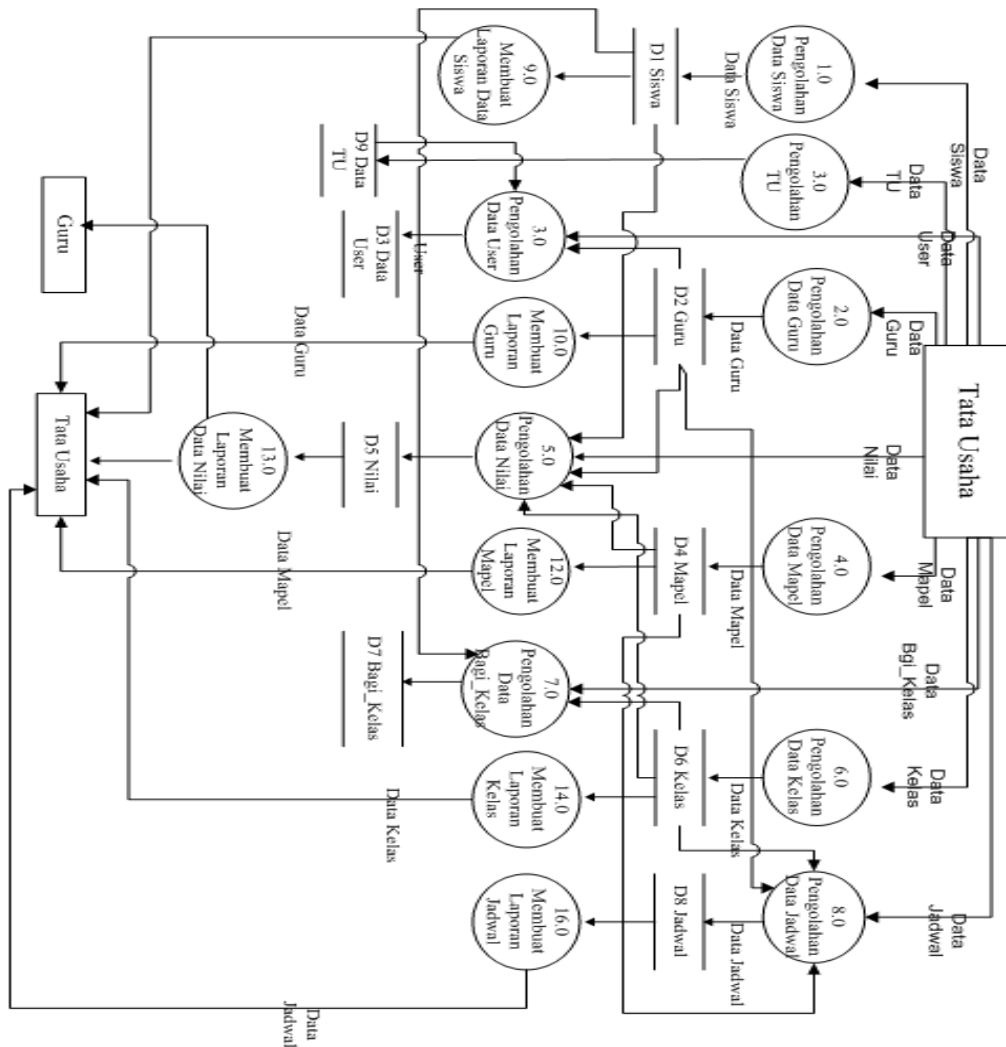 Tata Usaha
Data
Siswa
Data
TU
Data
User
Data
Guru
Data
Nilai
Data
Mapel
Data
Bgi_Kelas
Data
Kelas
Data
Jadwal
1.0
Pengolahan
Data Siswa
3.0
Pengolahan
TU
2.0
Pengolahan
Data Guru
4.0
Pengolahan
Data Mapel
6.0
Pengolahan
Data Kelas
8.0
Pengolahan
Data Jadwal
Data Siswa
Data Guru
Data Mapel
Data Kelas
Data Jadwal
D1 Siswa
D2 Guru
D4 Mapel
D6 Kelas
D8 Jadwal
9.0
Membuat
Laporan Data
Siswa
3.0
Pengolahan
Data User
10.0
Membuat
Laporan
Guru
5.0
Pengolahan
Data Nilai
12.0
Membuat
Laporan
Mapel
7.0
Pengolahan
Data
Bagi_Kelas
14.0
Membuat
Laporan
Kelas
16.0
Membuat
Laporan
Jadwal
User
D9 Data
TU
D3 Data
User
D5 Nilai
D7 Bagi_Kelas
Data Guru
13.0
Membuat
Laporan
Data Nilai
Data Mapel
Data Kelas
Data
Jadwal
Guru
Tata Usaha